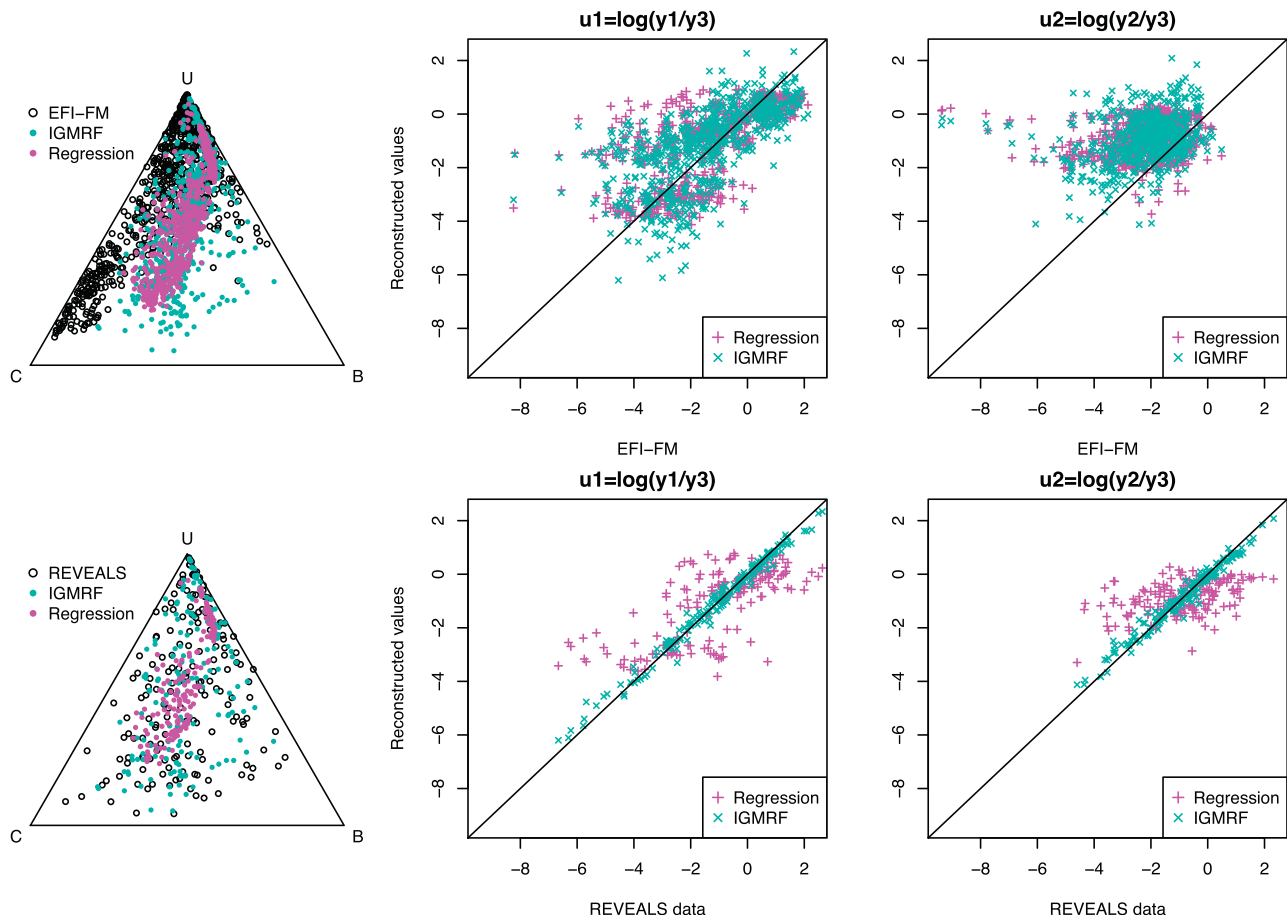 U
EFI−FM
IGMRF
Regression
C
B
u1=log(y1/y3)
Reconstructed values
2
0
−2
−4
−6
−8
Regression
IGMRF
−8 −6 −4 −2 0 2
EFI−FM
u2=log(y2/y3)
2
0
−2
−4
−6
−8
Regression
IGMRF
−8 −6 −4 −2 0 2
EFI−FM
U
REVEALS
IGMRF
Regression
C
B
u1=log(y1/y3)
Reconstructed values
2
0
−2
−4
−6
−8
Regression
IGMRF
−8 −6 −4 −2 0 2
REVEALS data
u2=log(y2/y3)
2
0
−2
−4
−6
−8
Regression
IGMRF
−8 −6 −4 −2 0 2
REVEALS data